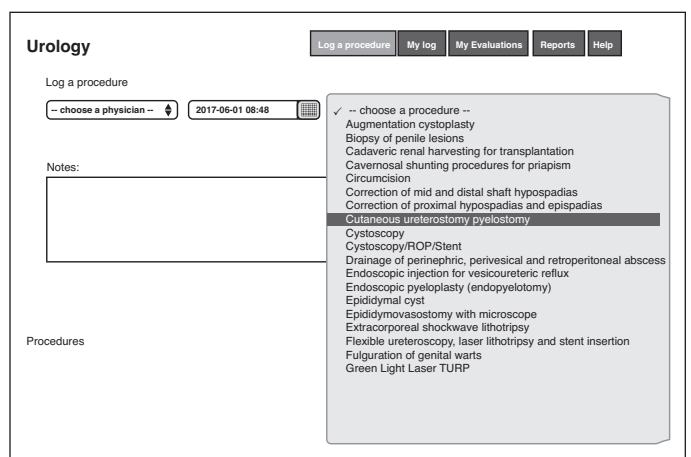 Urology
Log a procedure My log My Evaluations Reports Help
Log a procedure
-- choose a physician -- 2017-06-01 08:48
✓ -- choose a procedure --
Augmentation cystoplasty
Biopsy of penile lesions
Cadaveric renal harvesting for transplantation
Cavernosal shunting procedures for priapism
Circumcision
Correction of mid and distal shaft hypospadias
Correction of proximal hypospadias and epispadias
Cutaneous ureterostomy pyelostomy
Cystoscopy
Cystoscopy/ROP/Stent
Drainage of perinephric, perivesical and retroperitoneal abscess
Endoscopic injection for vesicoureteric reflux
Endoscopic pyeloplasty (endopyelotomy)
Epididymal cyst
Epididymovasostomy with microscope
Extracorporeal shockwave lithotripsy
Flexible ureteroscopy, laser lithotripsy and stent insertion
Fulguration of genital warts
Green Light Laser TURP
Notes:
Procedures